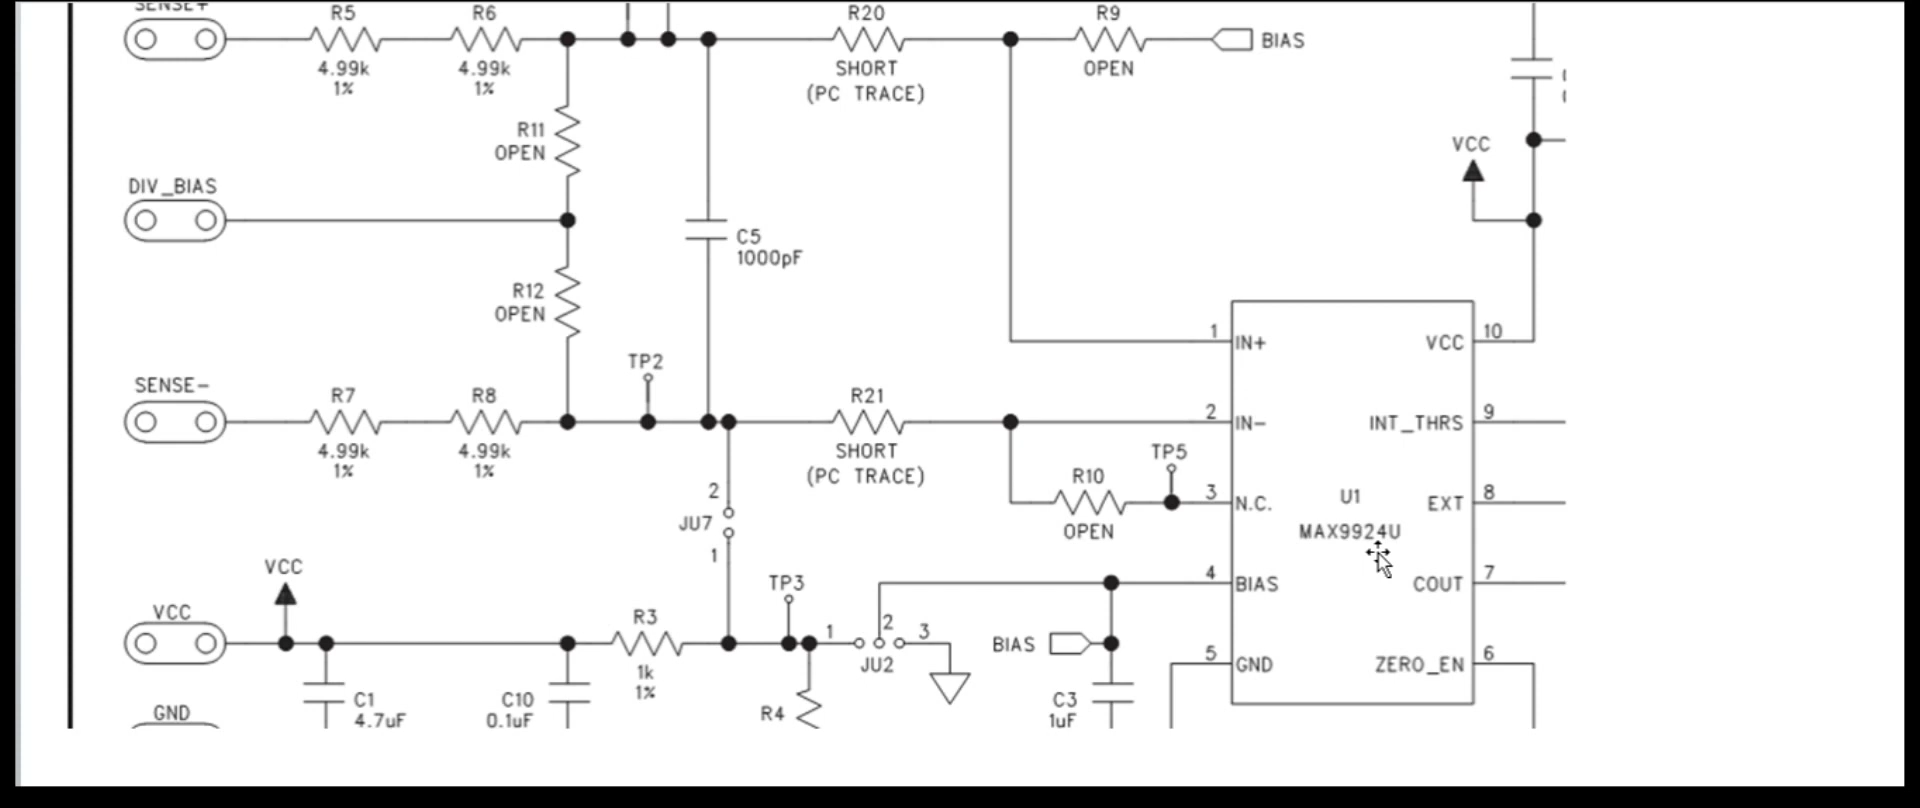 SENSE+
R5
R6
R20
R9
BIAS
4.99k
1%
4.99k
1%
SHORT
(PC TRACE)
OPEN
R11
OPEN
VCC
DIV_BIAS
C5
1000pF
R12
OPEN
1
IN+
VCC
10
TP2
SENSE-
R7
R8
R21
2
IN-
INT_THRS
9
4.99k
1%
4.99k
1%
SHORT
(PC TRACE)
TP5
R10
OPEN
3
N.C.
U1
MAX9924U
EXT
8
2
JU7
1
VCC
TP3
4
BIAS
COUT
7
VCC
R3
1k
1%
1
2
3
JU2
BIAS
5
GND
ZERO_EN
6
GND
C1
4.7uF
C10
0.1uF
R4
C3
1uF